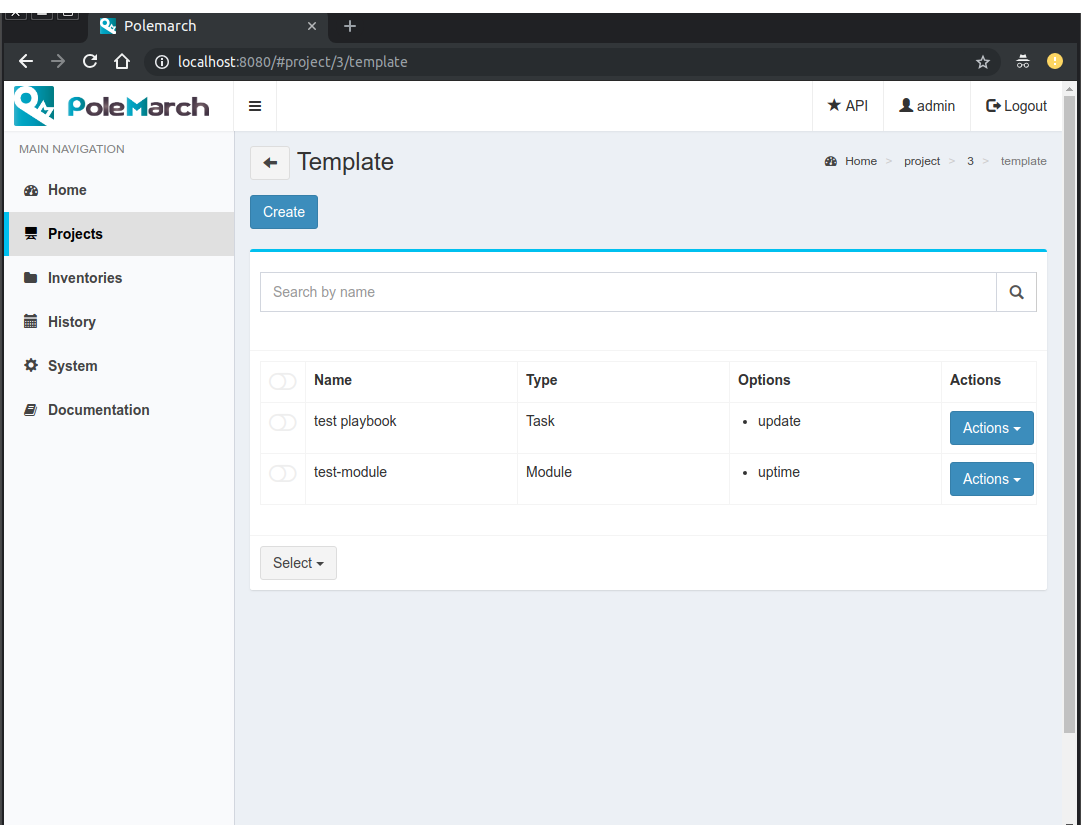 Polemarch
localhost:8080/#project/3/template
PoleMarch
API
admin
Logout
MAIN NAVIGATION
Home
Projects
Inventories
History
System
Documentation
Template
Home > project > 3 > template
Create
Search by name
Name Type Options Actions
test playbook Task • update Actions
test-module Module • uptime Actions
Select